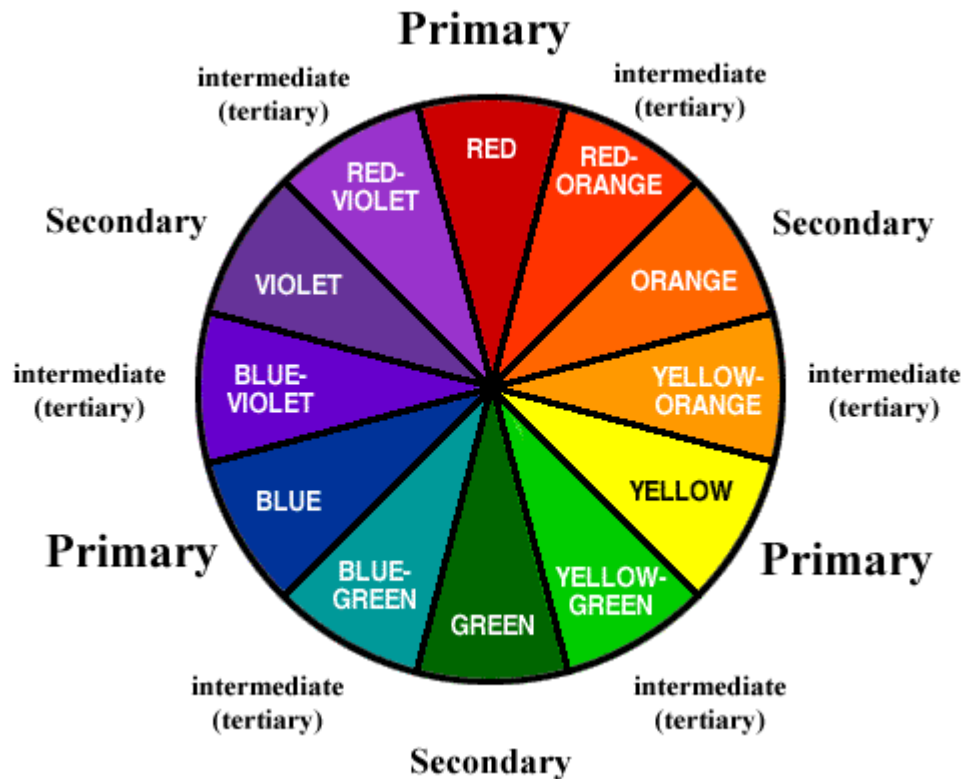 Primary
intermediate
(tertiary)
intermediate
(tertiary)
RED
RED-
VIOLET
RED-
ORANGE
Secondary
Secondary
VIOLET
ORANGE
intermediate
(tertiary)
BLUE-
VIOLET
YELLOW-
ORANGE
intermediate
(tertiary)
BLUE
YELLOW
Primary
Primary
BLUE-
GREEN
GREEN
YELLOW-
GREEN
intermediate
(tertiary)
intermediate
(tertiary)
Secondary